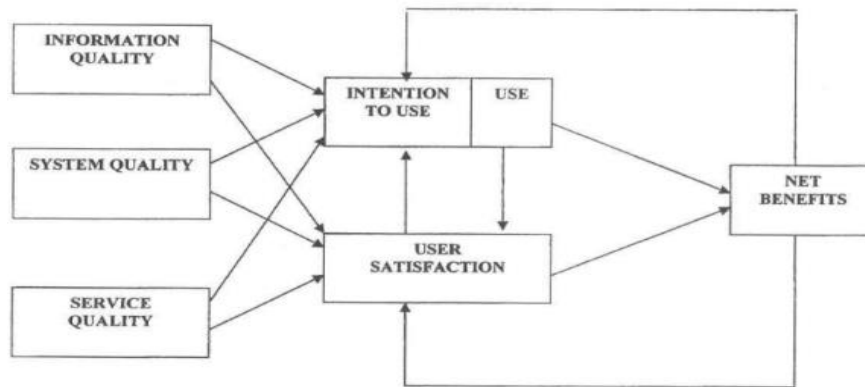 INFORMATION
QUALITY
INTENTION
TO USE
USE
SYSTEM QUALITY
NET
BENEFITS
USER
SATISFACTION
SERVICE
QUALITY